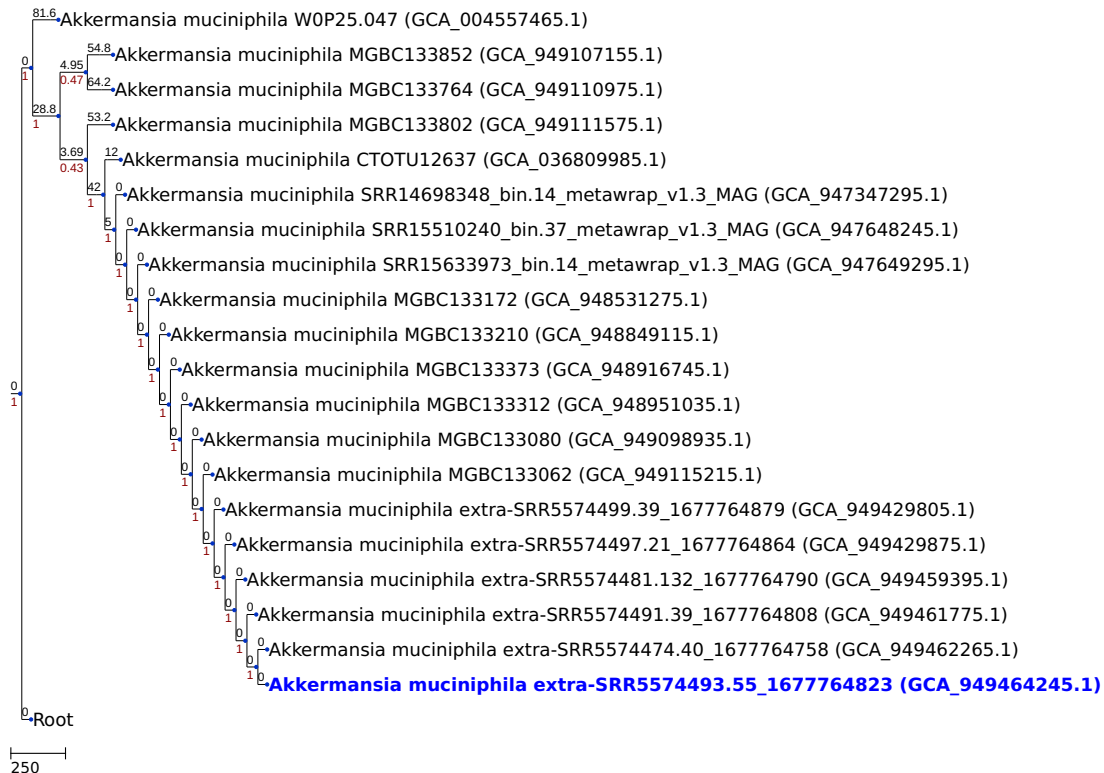 81.6 Akkermansia muciniphila W0P25.047 (GCA_004557465.1)
0
1
54.8 Akkermansia muciniphila MGBC133852 (GCA_949107155.1)
4.95
0.47
64.2 Akkermansia muciniphila MGBC133764 (GCA_949110975.1)
28.8
1
53.2 Akkermansia muciniphila MGBC133802 (GCA_949111575.1)
3.69
0.43
12 Akkermansia muciniphila CTOTU12637 (GCA_036809985.1)
42
1
0 Akkermansia muciniphila SRR14698348_bin.14_metawrap_v1.3_MAG (GCA_947347295.1)
5
1
0 Akkermansia muciniphila SRR15510240_bin.37_metawrap_v1.3_MAG (GCA_947648245.1)
0
1
0 Akkermansia muciniphila SRR15633973_bin.14_metawrap_v1.3_MAG (GCA_947649295.1)
0
1
0 Akkermansia muciniphila MGBC133172 (GCA_948531275.1)
0
1
0 Akkermansia muciniphila MGBC133210 (GCA_948849115.1)
0
1
0 Akkermansia muciniphila MGBC133373 (GCA_948916745.1)
0
1
0
1
0 Akkermansia muciniphila MGBC133312 (GCA_948951035.1)
0
1
0 Akkermansia muciniphila MGBC133080 (GCA_949098935.1)
0
1
0 Akkermansia muciniphila MGBC133062 (GCA_949115215.1)
0
1
0 Akkermansia muciniphila extra-SRR5574499.39_1677764879 (GCA_949429805.1)
0
1
0 Akkermansia muciniphila extra-SRR5574497.21_1677764864 (GCA_949429875.1)
0
1
0 Akkermansia muciniphila extra-SRR5574481.132_1677764790 (GCA_949459395.1)
0
1
0 Akkermansia muciniphila extra-SRR5574491.39_1677764808 (GCA_949461775.1)
0
1
0 Akkermansia muciniphila extra-SRR5574474.40_1677764758 (GCA_949462265.1)
0
1
0 Akkermansia muciniphila extra-SRR5574493.55_1677764823 (GCA_949464245.1)
0 Root
250